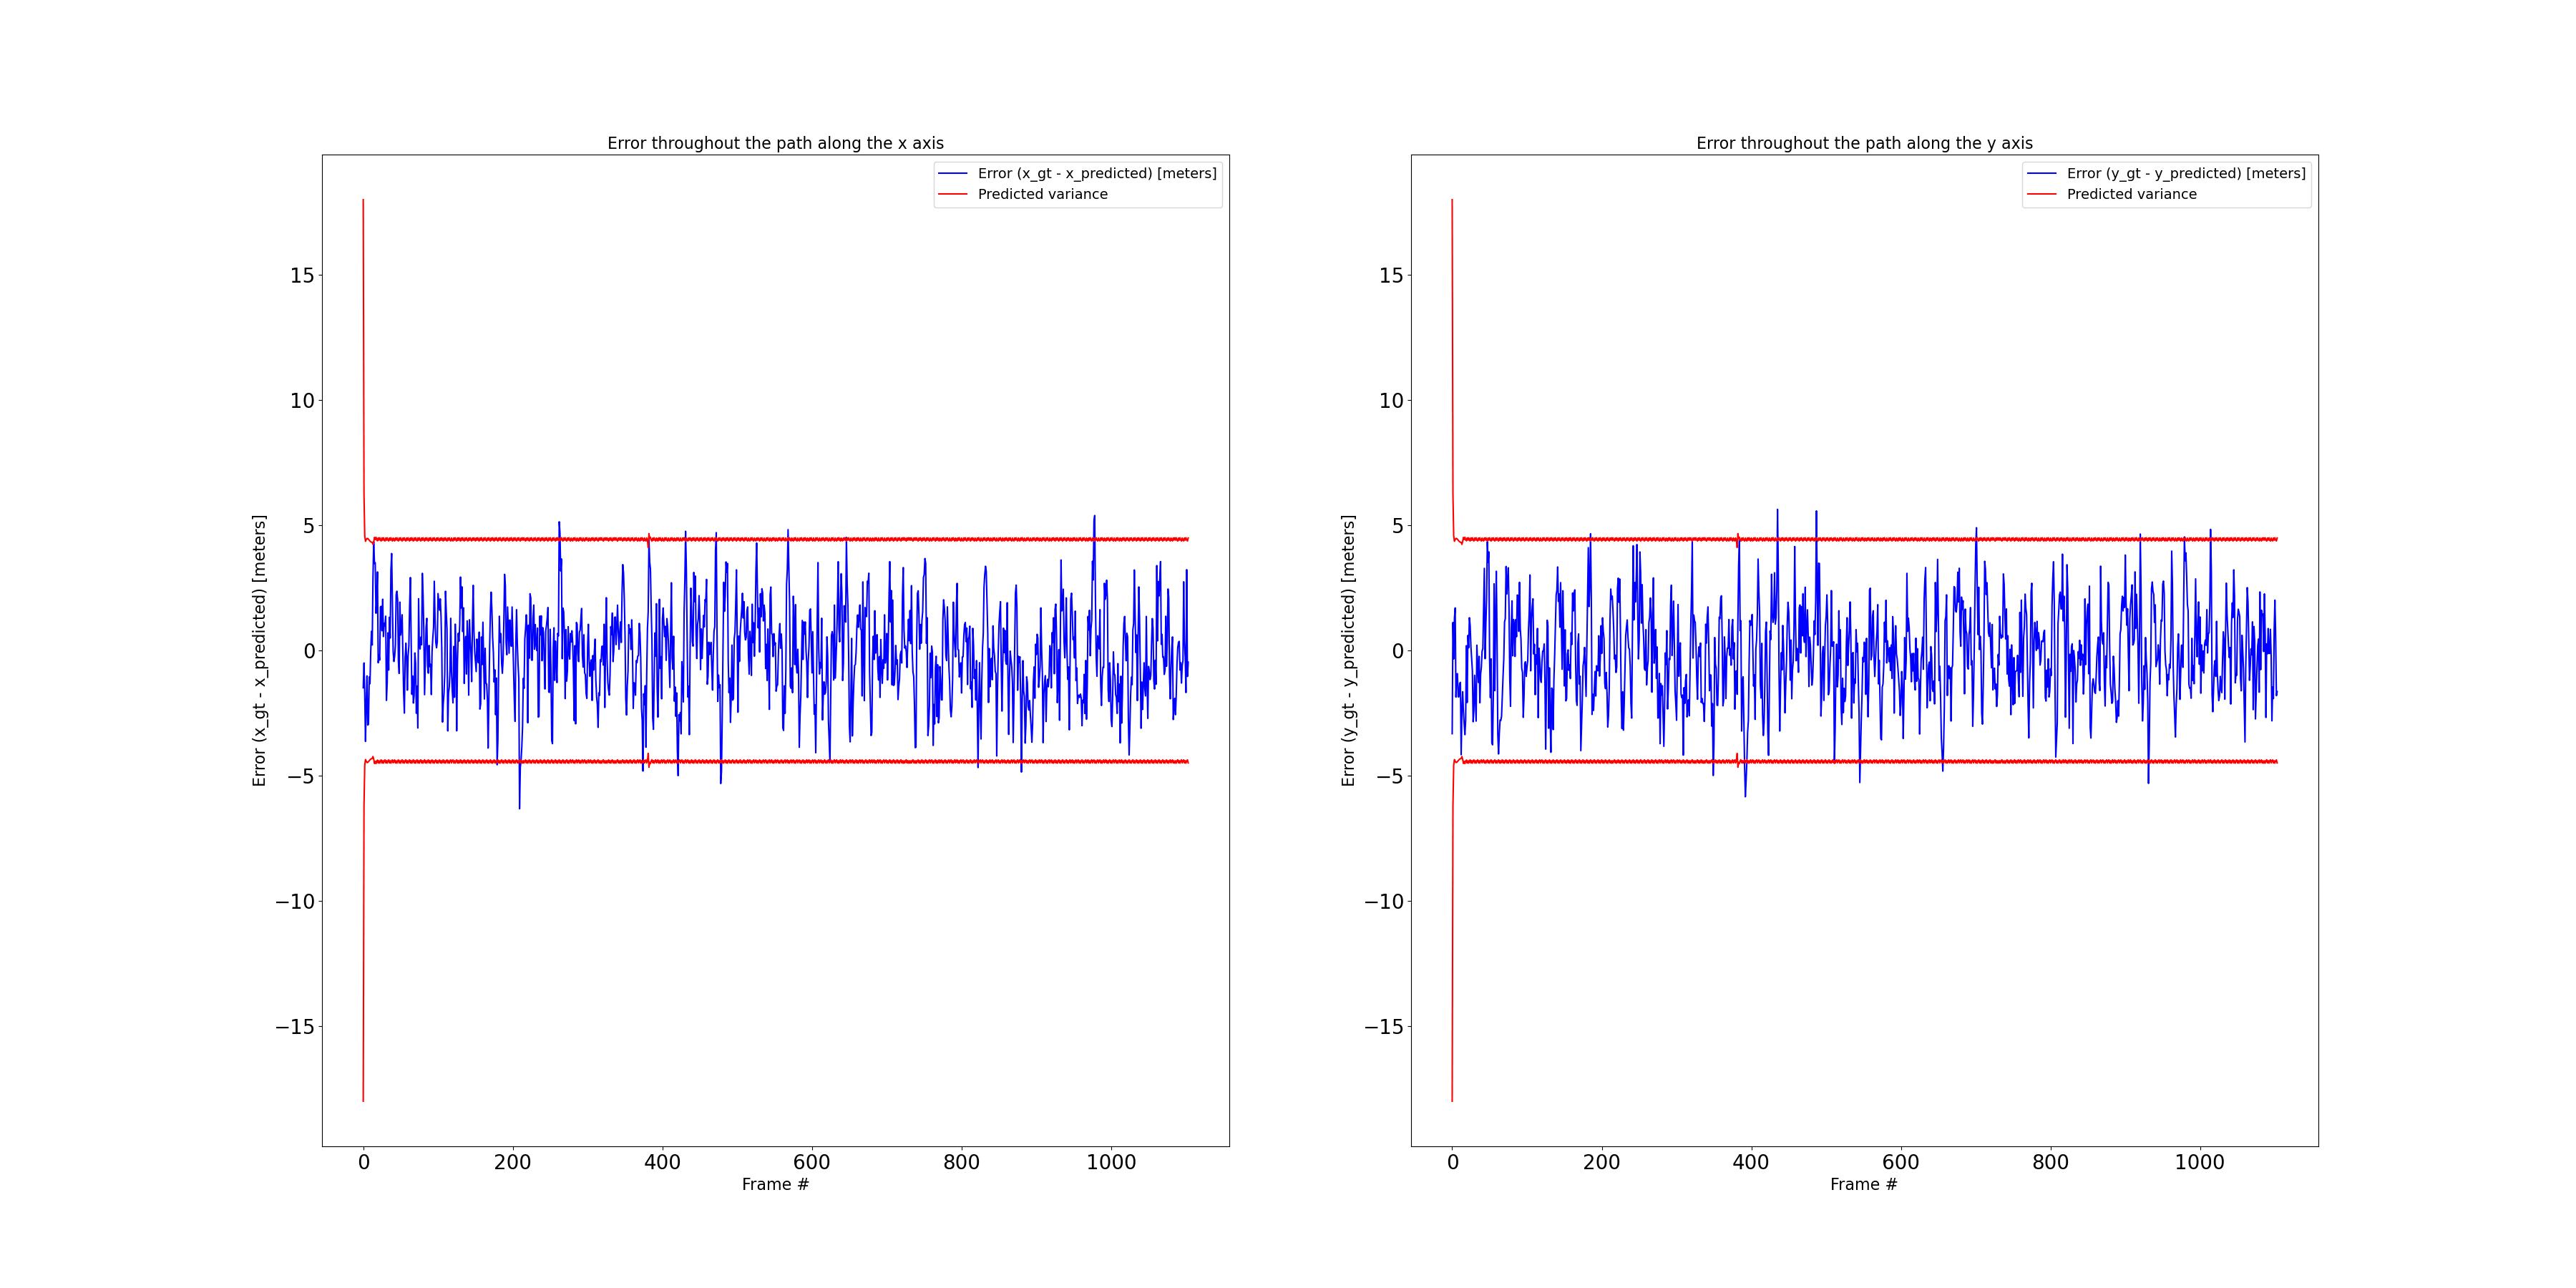 Error throughout the path along the x axis
Error (x_gt - x_predicted) [meters]
Predicted variance
15
10
5
0
−5
−10
−15
Error (x_gt - x_predicted) [meters]
0 200 400 600 800 1000
Frame #
Error throughout the path along the y axis
Error (y_gt - y_predicted) [meters]
Predicted variance
15
10
5
0
−5
−10
−15
Error (y_gt - y_predicted) [meters]
0 200 400 600 800 1000
Frame #